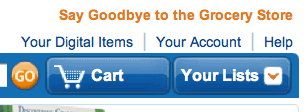 Say Goodbye to the Grocery Store
Your Digital Items | Your Account | Help
GO Cart Your Lists